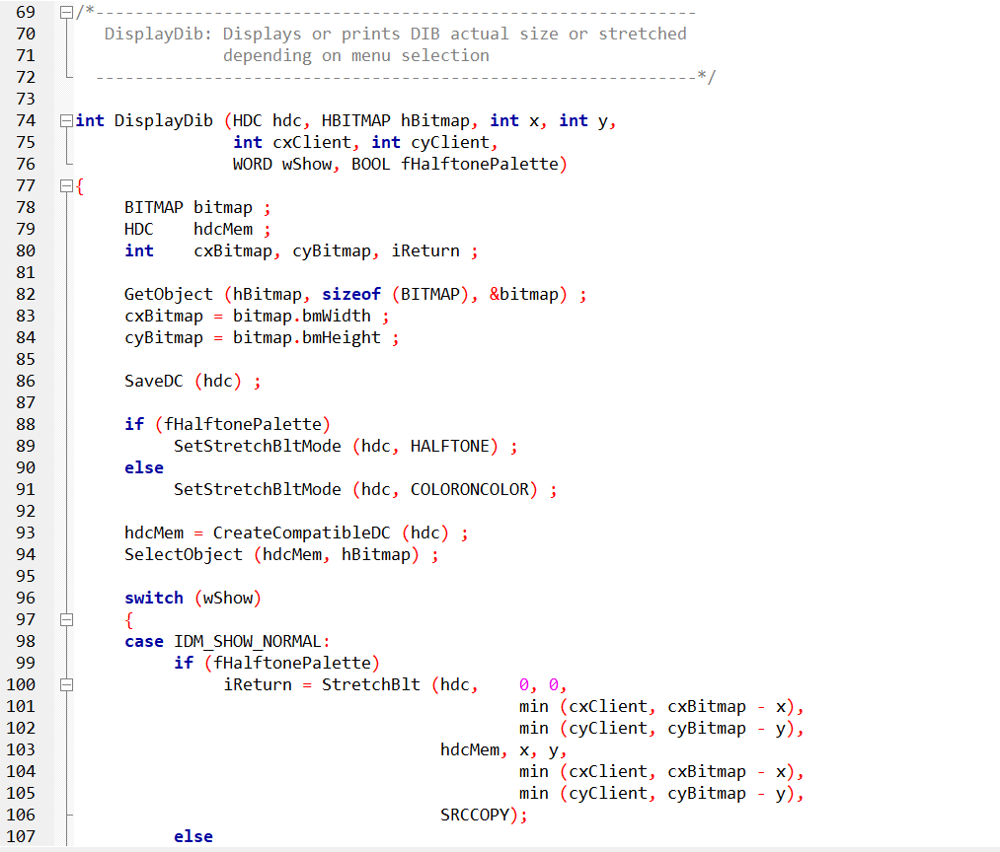 69 /*-------------------------------------------------------------
70    DisplayDib: Displays or prints DIB actual size or stretched
71                depending on menu selection
72   -------------------------------------------------------------*/
73
74 int DisplayDib (HDC hdc, HBITMAP hBitmap, int x, int y,
75                 int cxClient, int cyClient,
76                 WORD wShow, BOOL fHalftonePalette)
77 {
78      BITMAP bitmap ;
79      HDC    hdcMem ;
80      int    cxBitmap, cyBitmap, iReturn ;
81
82      GetObject (hBitmap, sizeof (BITMAP), &bitmap) ;
83      cxBitmap = bitmap.bmWidth ;
84      cyBitmap = bitmap.bmHeight ;
85
86      SaveDC (hdc) ;
87
88      if (fHalftonePalette)
89           SetStretchBltMode (hdc, HALFTONE) ;
90      else
91           SetStretchBltMode (hdc, COLORONCOLOR) ;
92
93      hdcMem = CreateCompatibleDC (hdc) ;
94      SelectObject (hdcMem, hBitmap) ;
95
96      switch (wShow)
97      {
98      case IDM_SHOW_NORMAL:
99           if (fHalftonePalette)
100               iReturn = StretchBlt (hdc,    0, 0,
101                                             min (cxClient, cxBitmap - x),
102                                             min (cyClient, cyBitmap - y),
103                                     hdcMem, x, y,
104                                             min (cxClient, cxBitmap - x),
105                                             min (cyClient, cyBitmap - y),
106                                     SRCCOPY);
107          else